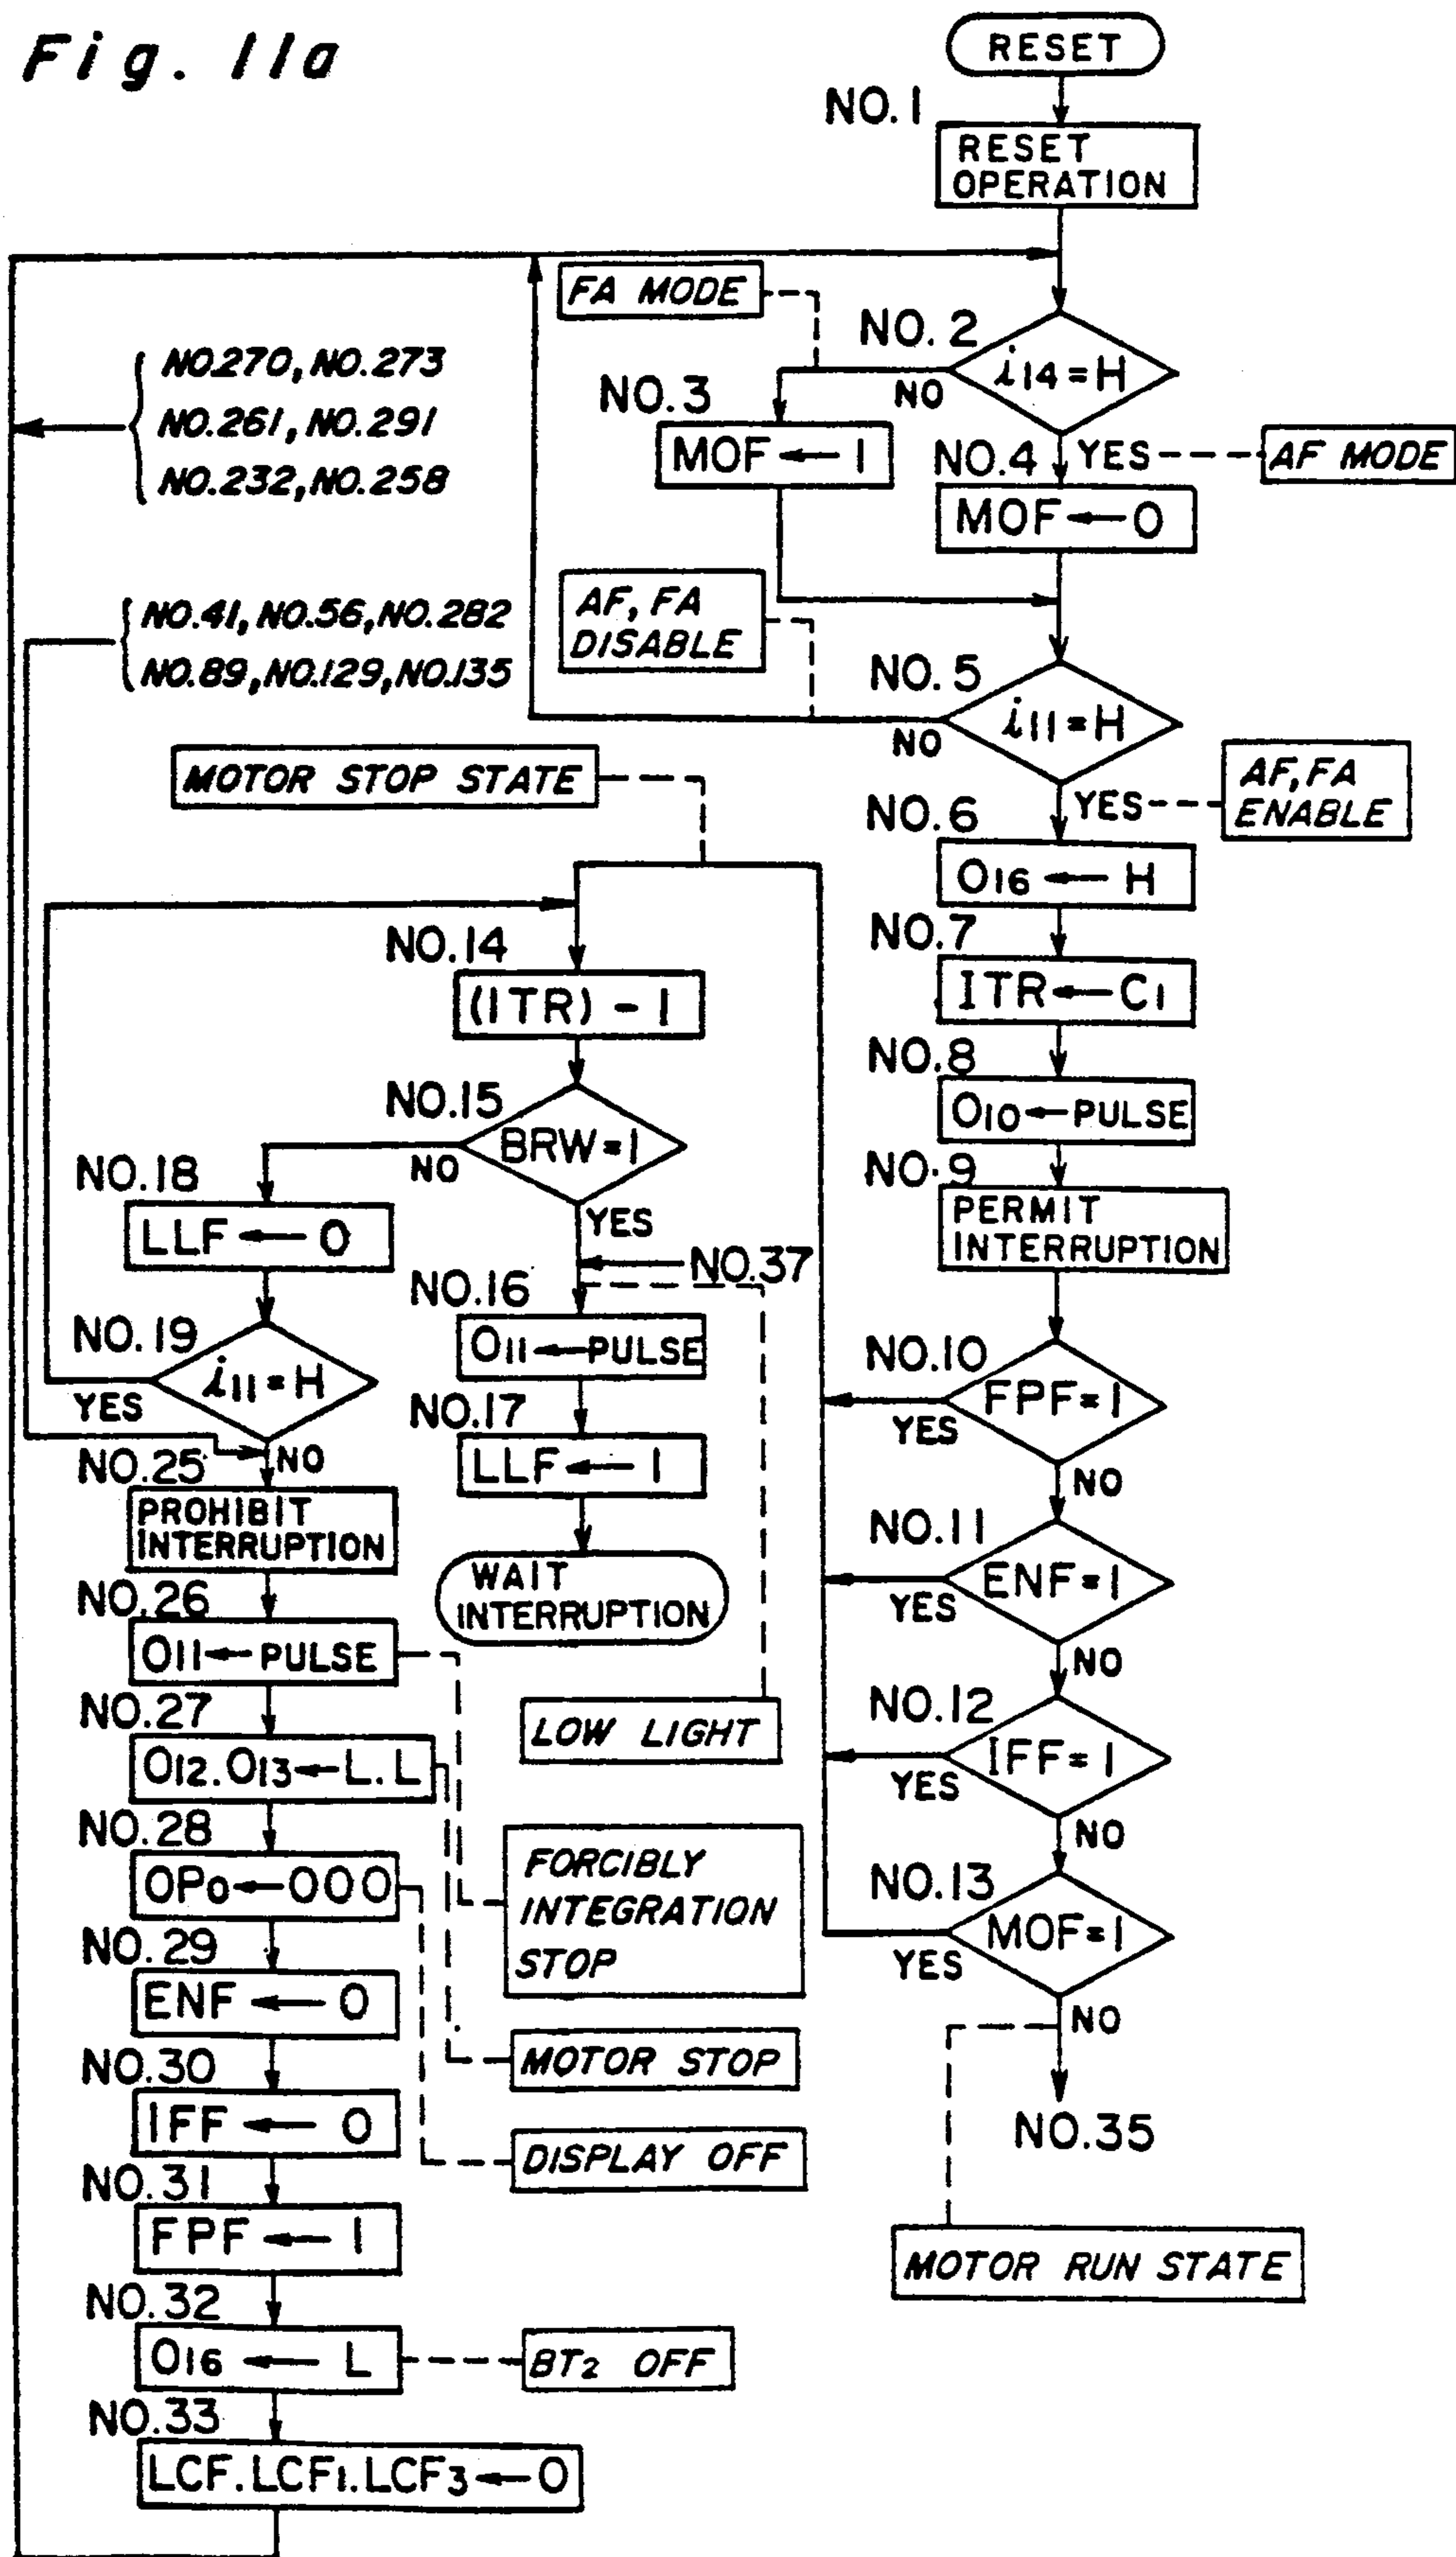 Fig. 11a
RESET
NO.1
RESET
OPERATION
FA MODE
NO. 2
i14=H
NO
NO.3
MOF ← 1
NO.4
YES
AF MODE
MOF ← 0
NO.270, NO.273
NO.261, NO.291
NO.232, NO.258
NO.41, NO.56, NO.282
NO.89, NO.129, NO.135
AF, FA
DISABLE
NO. 5
i11=H
NO
YES
AF, FA
ENABLE
MOTOR STOP STATE
NO.6
O16 ← H
NO.7
ITR ← C1
NO.8
O10 ← PULSE
NO.9
PERMIT
INTERRUPTION
NO.10
FPF=1
YES
NO
NO.11
ENF=1
YES
NO
NO.12
IFF=1
YES
NO
NO.13
MOF=1
YES
NO
NO.35
MOTOR RUN STATE
NO.14
(ITR) - 1
NO.15
BRW=1
NO
YES
NO.37
NO.16
O11 ← PULSE
NO.17
LLF ← 1
WAIT
INTERRUPTION
LOW LIGHT
NO.18
LLF ← 0
NO.19
i11=H
YES
NO
NO.25
PROHIBIT
INTERRUPTION
NO.26
O11 ← PULSE
NO.27
O12.O13 ← L.L
NO.28
OP0 ← 000
FORCIBLY
INTEGRATION
STOP
NO.29
ENF ← 0
MOTOR STOP
NO.30
IFF ← 0
DISPLAY OFF
NO.31
FPF ← 1
NO.32
O16 ← L
BT2 OFF
NO.33
LCF.LCF1.LCF3 ← 0